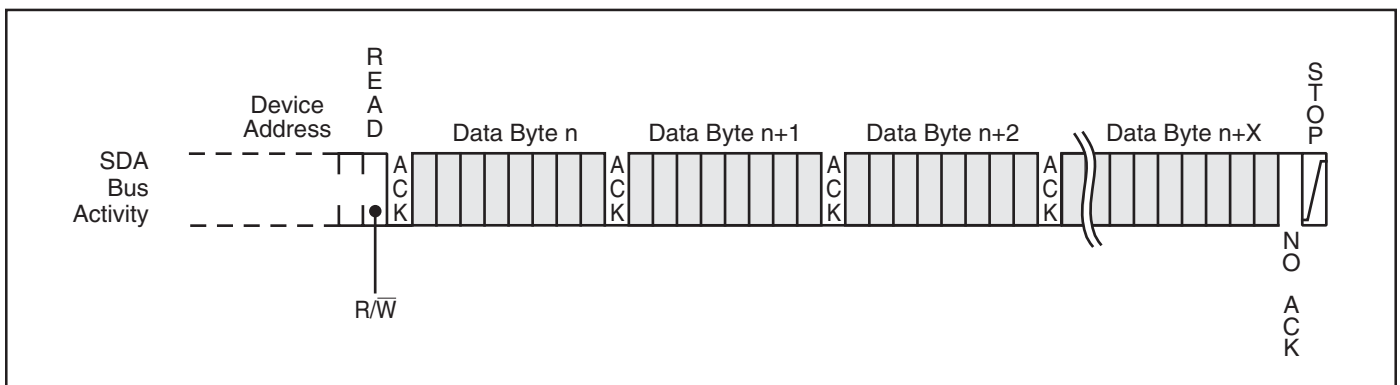 READ
STOP
Device
Address
Data Byte n
Data Byte n+1
Data Byte n+2
Data Byte n+X
SDA
Bus
Activity
ACK
ACK
ACK
ACK
NO ACK
R/W̅